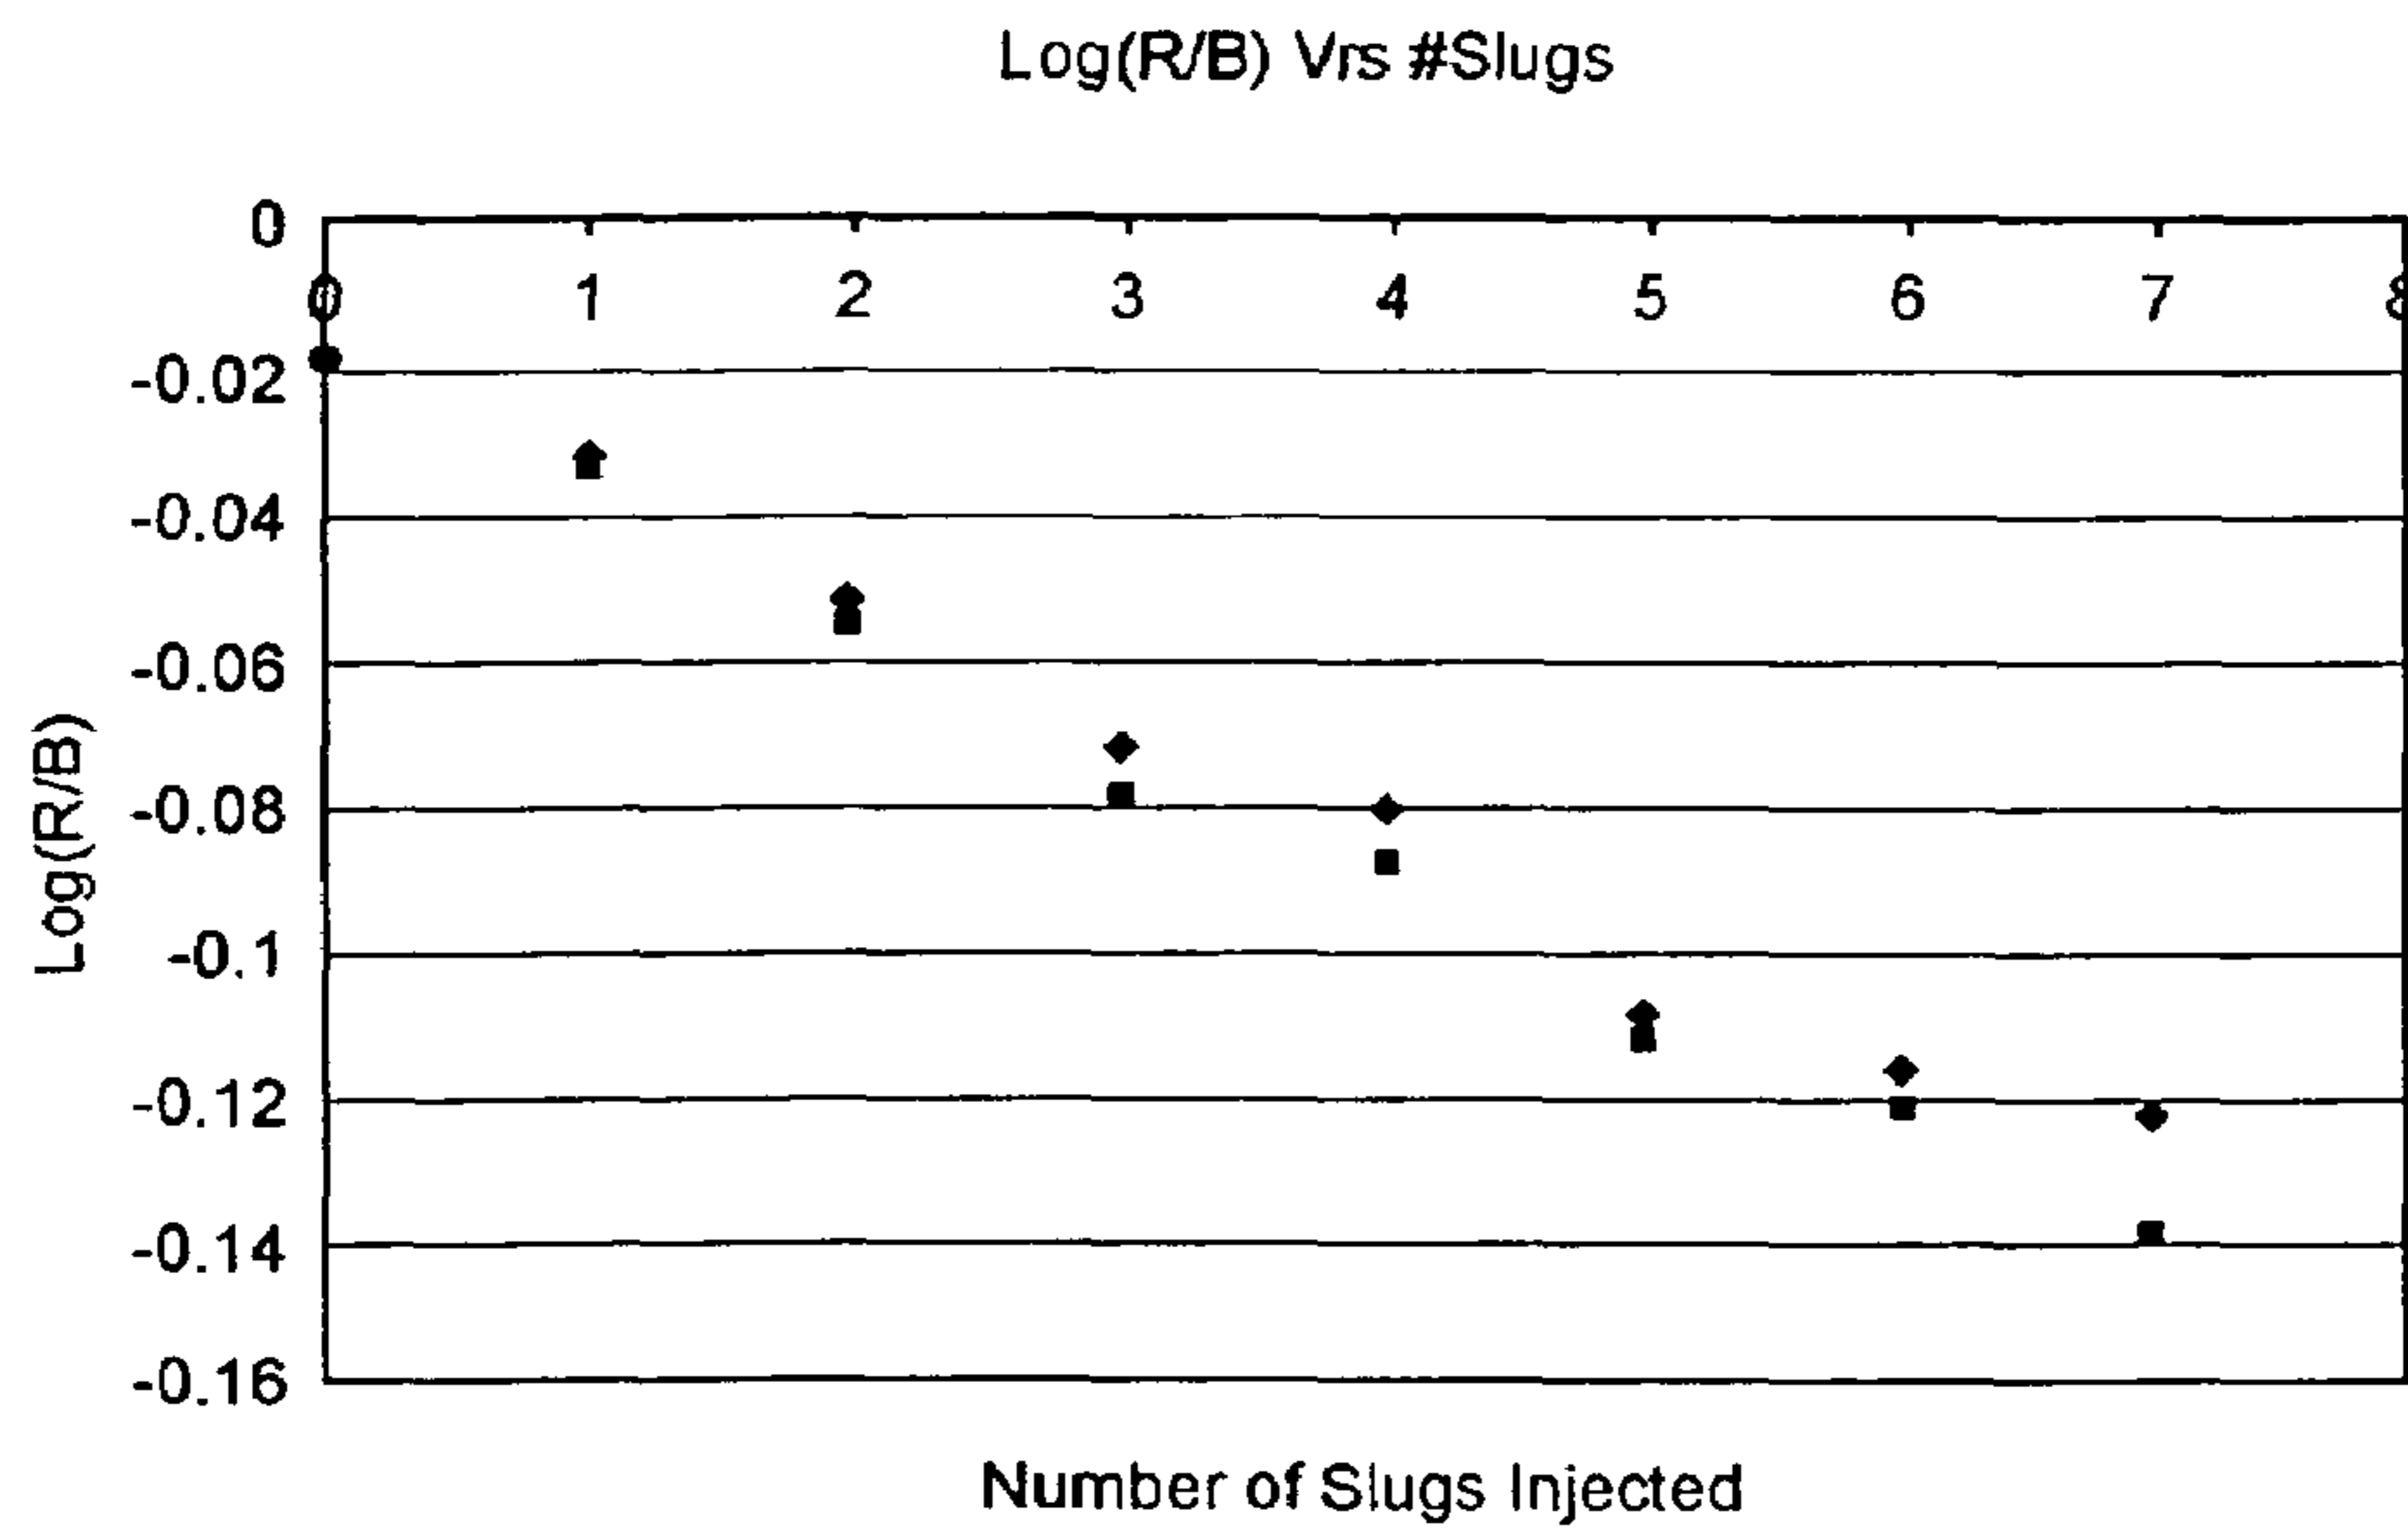 Log(R/B) Vrs #Slugs
0
0 1 2 3 4 5 6 7 8
-0.02
-0.04
-0.06
-0.08
-0.1
-0.12
-0.14
-0.16
Log(R/B)
Number of Slugs Injected